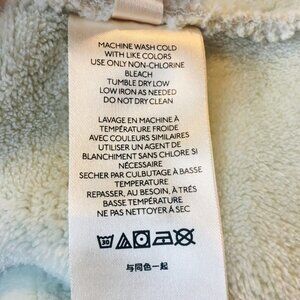 MACHINE WASH COLD
WITH LIKE COLORS
USE ONLY NON-CHLORINE
BLEACH
TUMBLE DRY LOW
LOW IRON AS NEEDED
DO NOT DRY CLEAN
LAVAGE EN MACHINE À
TEMPÉRATURE FROIDE
AVEC COULEURS SIMILAIRES
UTILISER UN AGENT DE
BLANCHIMENT SANS CHLORE SI
NÉCESSAIRE
SECHER PAR CULBUTAGE À BASSE
TEMPERATURE
REPASSER, AU BESOIN, À TRÈS
BASSE TEMPÉRATURE
NE PAS NETTOYER À SEC
30
与同色一起